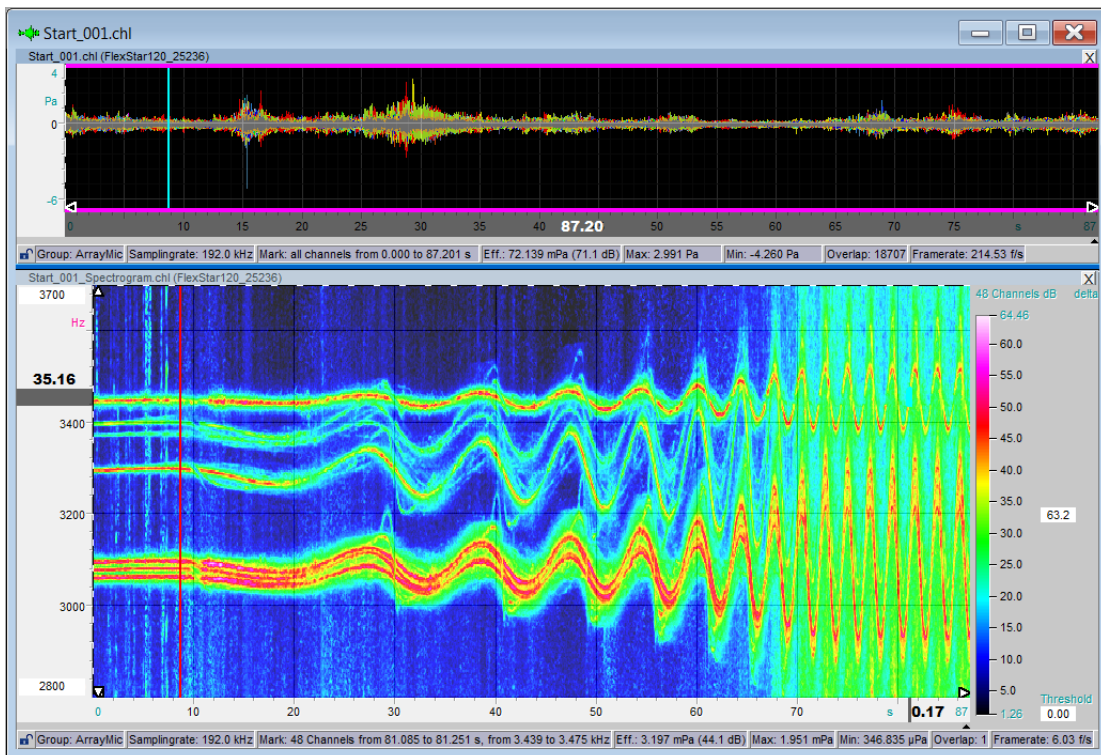 Start_001.chl
Start_001.chl (FlexStar120_25236)
X
4
Pa
0
-6
0 10 15 20 25 30 35 40 87.20 50 55 60 65 70 75 s 87
Group: ArrayMic Samplingrate: 192.0 kHz Mark: all channels from 0.000 to 87.201 s Eff.: 72.139 mPa (71.1 dB) Max: 2.991 Pa Min: -4.260 Pa Overlap: 18707 Framerate: 214.53 f/s
Start_001_Spectrogram.chl (FlexStar120_25236)
X
3700
Hz
35.16
3400
3200
3000
2800
0 10 20 30 40 50 60 70 s 0.17 87
48 Channels dB delta
64.46
60.0
55.0
50.0
45.0
40.0
35.0
30.0
25.0
20.0
15.0
10.0
5.0
1.26
63.2
Threshold
0.00
Group: ArrayMic Samplingrate: 192.0 kHz Mark: 48 Channels from 81.085 to 81.251 s, from 3.439 to 3.475 kHz Eff.: 3.197 mPa (44.1 dB) Max: 1.951 mPa Min: 346.835 µPa Overlap: 1 Framerate: 6.03 f/s